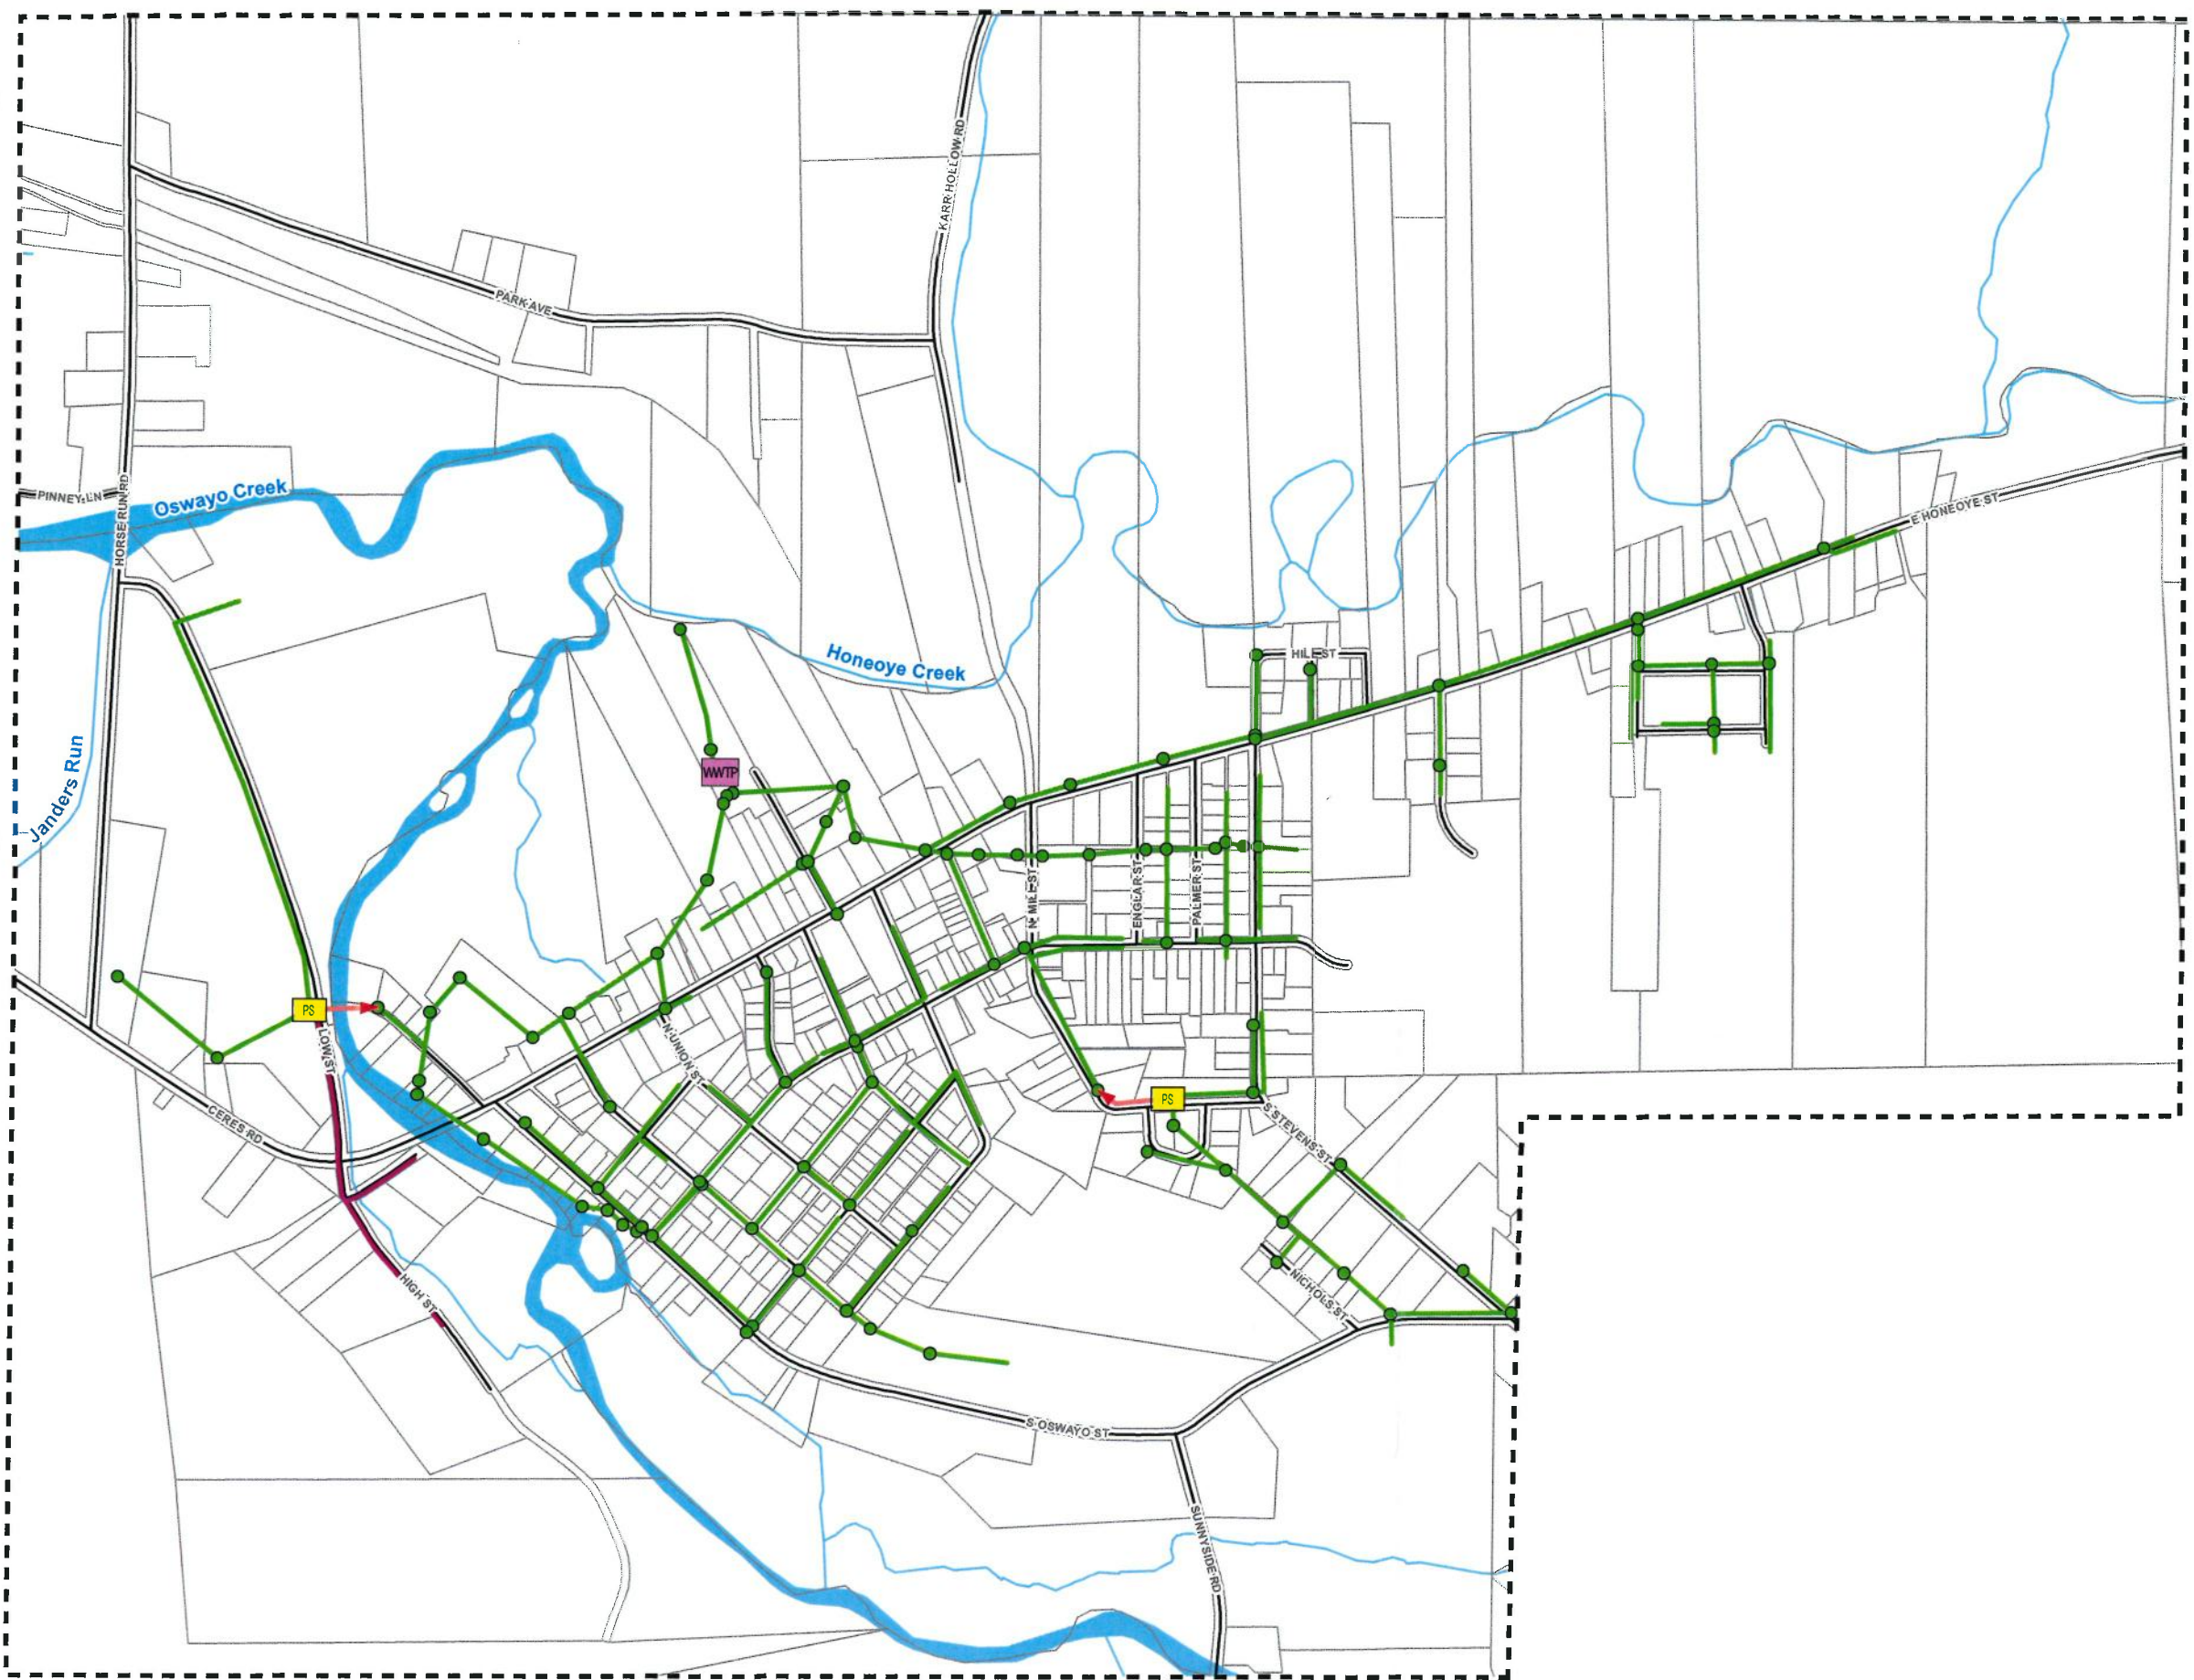 KARR HOLLOW RD
PARK AVE
PINNEY LN
HORSE RUN RD
Oswayo Creek
E HONEOYE ST
Honeoye Creek
HILL ST
Janders Run
WWTP
N MILL ST
ENGLAR ST
PALMER ST
PS
LOW ST
N UNION ST
PS
CERES RD
S STEVENS ST
HIGH ST
NICHOLS ST
S OSWAYO ST
SUNNYSIDE RD